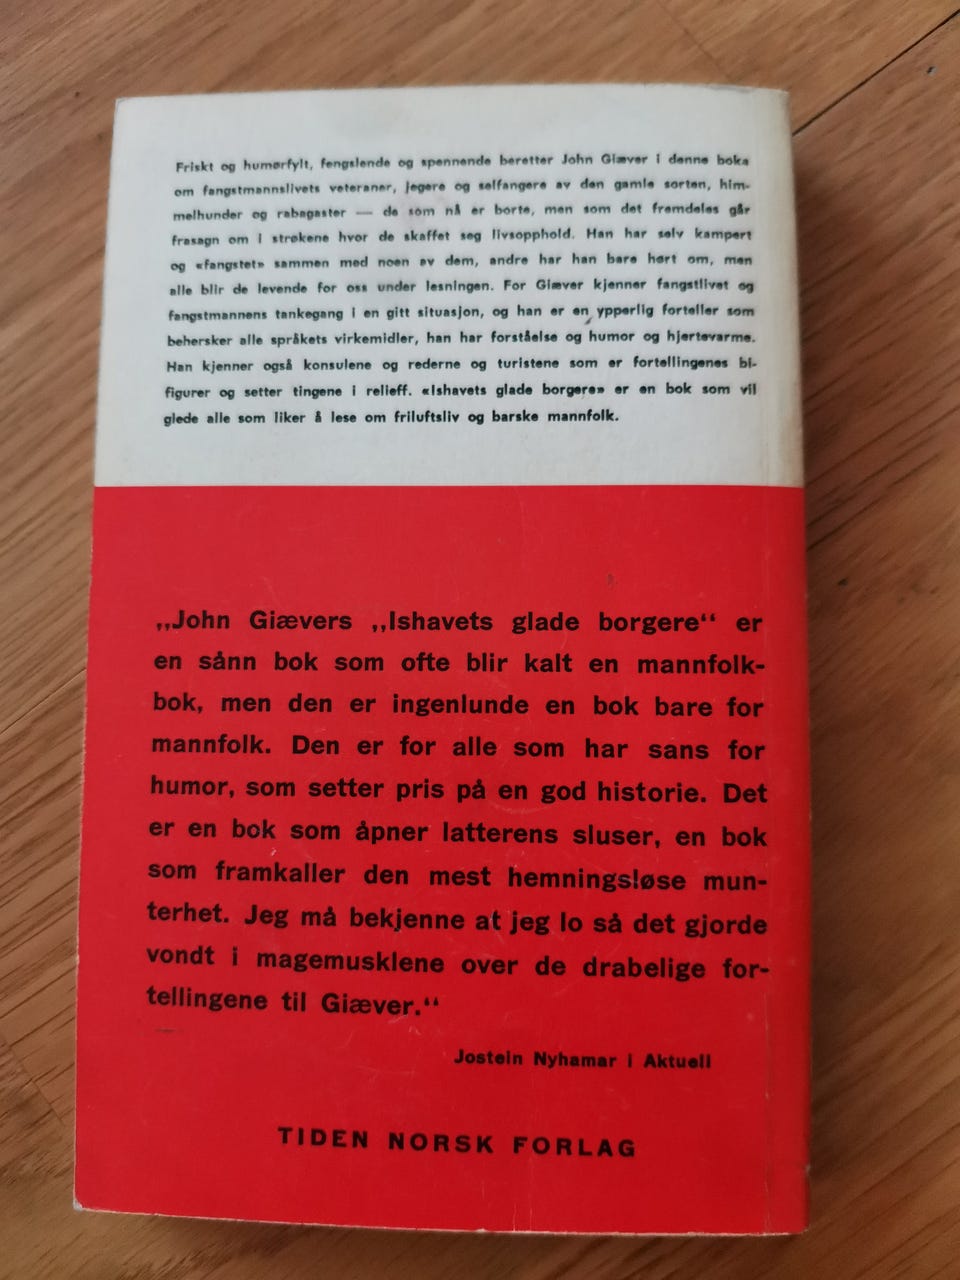 Friskt og humørfylt, fengslende og spennende beretter John Giæver i denne boka
om fangstmannslivets veteraner, jegere og selfangere av den gamle sorten, him-
melhunder og rabagaster — de som nå er borte, men som det fremdeles går
frasagn om i strøkene hvor de skaffet seg livsopphold. Han har selv kampert
og «fangstet» sammen med noen av dem, andre har han bare hørt om, men
alle blir de levende for oss under lesningen. For Giæver kjenner fangstlivet og
fangstmannens tankegang i en gitt situasjon, og han er en ypperlig forteller som
behersker alle språkets virkemidler, han har forståelse og humor og hjertevarme.
Han kjenner også konsulene og rederne og turistene som er fortellingenes bi-
figurer og setter tingene i relieff. «Ishavets glade borgere» er en bok som vil
glede alle som liker å lese om friluftsliv og barske mannfolk.
„John Giævers „Ishavets glade borgere“ er
en sånn bok som ofte blir kalt en mannfolk-
bok, men den er ingenlunde en bok bare for
mannfolk. Den er for alle som har sans for
humor, som setter pris på en god historie. Det
er en bok som åpner latterens sluser, en bok
som framkaller den mest hemningsløse mun-
terhet. Jeg må bekjenne at jeg lo så det gjorde
vondt i magemusklene over de drabelige for-
tellingene til Giæver.“
Jostein Nyhamar i Aktuell
TIDEN NORSK FORLAG